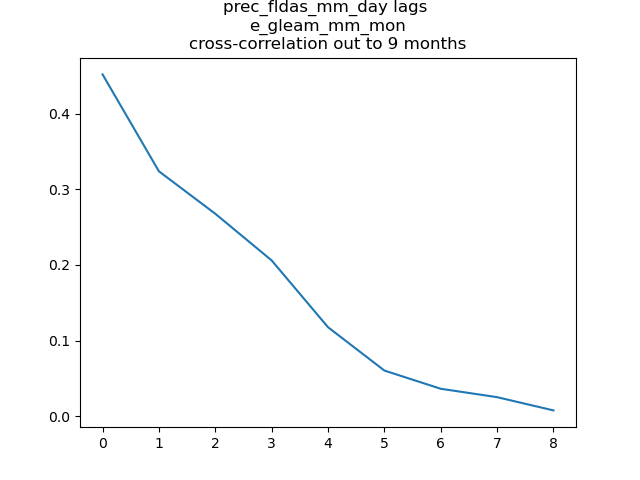 prec_fldas_mm_day lags
e_gleam_mm_mon
cross-correlation out to 9 months
0.4
0.3
0.2
0.1
0.0
0 1 2 3 4 5 6 7 8